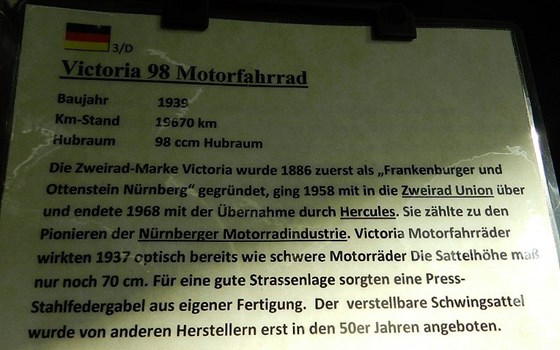 3/D
Victoria 98 Motorfahrrad
Baujahr 1939
Km-Stand 19670 km
Hubraum 98 ccm Hubraum
Die Zweirad-Marke Victoria wurde 1886 zuerst als „Frankenburger und
Ottenstein Nürnberg" gegründet, ging 1958 mit in die Zweirad Union über
und endete 1968 mit der Übernahme durch Hercules. Sie zählte zu den
Pionieren der Nürnberger Motorradindustrie. Victoria Motorfahrräder
wirkten 1937 optisch bereits wie schwere Motorräder Die Sattelhöhe maß
nur noch 70 cm. Für eine gute Strassenlage sorgten eine Press-
Stahlfedergabel aus eigener Fertigung. Der verstellbare Schwingsattel
wurde von anderen Herstellern erst in den 50er Jahren angeboten.